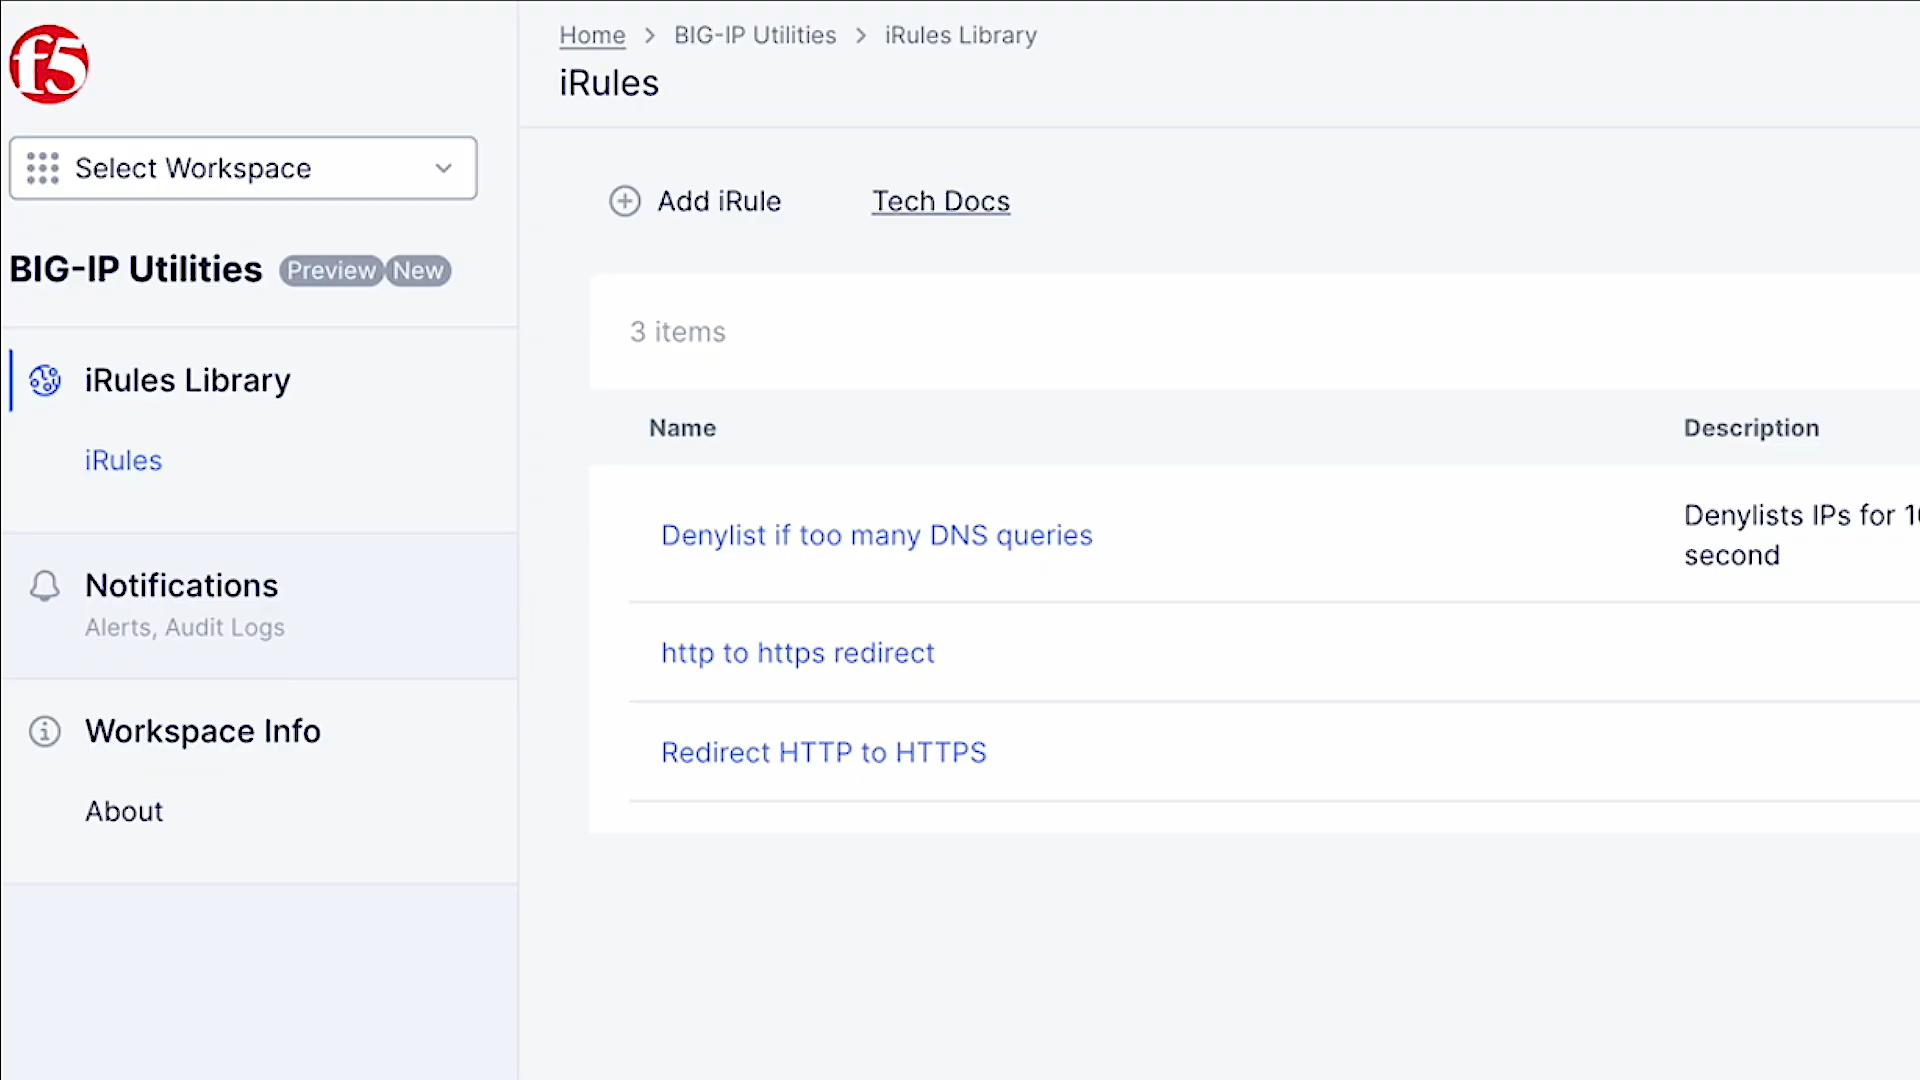 f5
Select Workspace
BIG-IP Utilities Preview New
iRules Library
iRules
Notifications
Alerts, Audit Logs
Workspace Info
About
Home > BIG-IP Utilities > iRules Library
iRules
Add iRule
Tech Docs
3 items
Name
Description
Denylist if too many DNS queries
Denylists IPs for
second
http to https redirect
Redirect HTTP to HTTPS